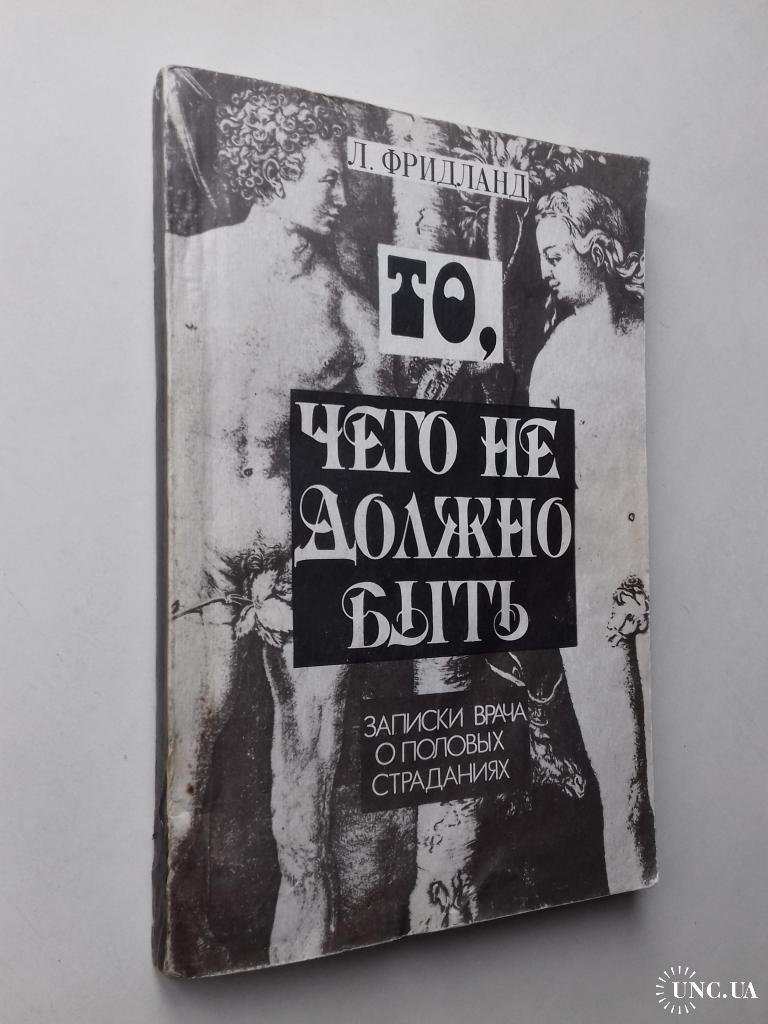 Л. ФРИДЛАНД
ТО,
ЧЕГО НЕ
ДОЛЖНО
БЫТЬ
ЗАПИСКИ ВРАЧА
О ПОЛОВЫХ
СТРАДАНИЯХ
UNC.UA